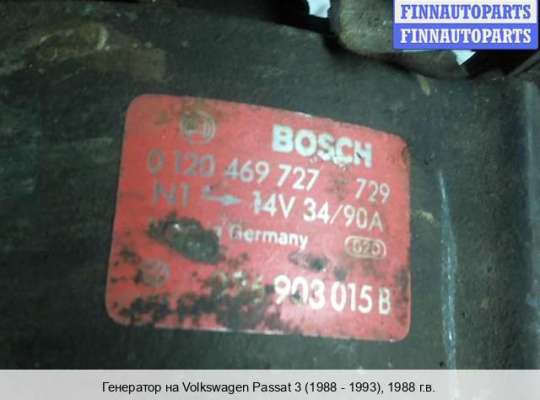 FINNAUTOPARTS
FINNAUTOPARTS
BOSCH
0 120 469 727 729
N1 14V 34/90A
Germany
903 015 B
Генератор на Volkswagen Passat 3 (1988 - 1993), 1988 г.в.